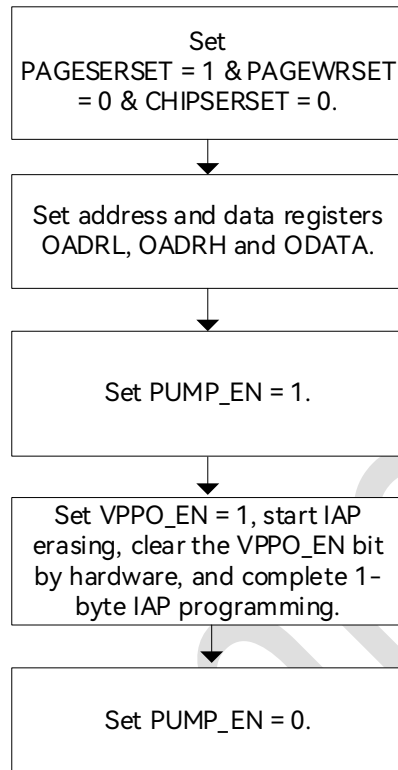 Set
PAGESERSET = 1 & PAGEWRSET
= 0 & CHIPSERSET = 0.
Set address and data registers
OADRL, OADRH and ODATA.
Set PUMP_EN = 1.
Set VPPO_EN = 1, start IAP
erasing, clear the VPPO_EN bit
by hardware, and complete 1-
byte IAP programming.
Set PUMP_EN = 0.